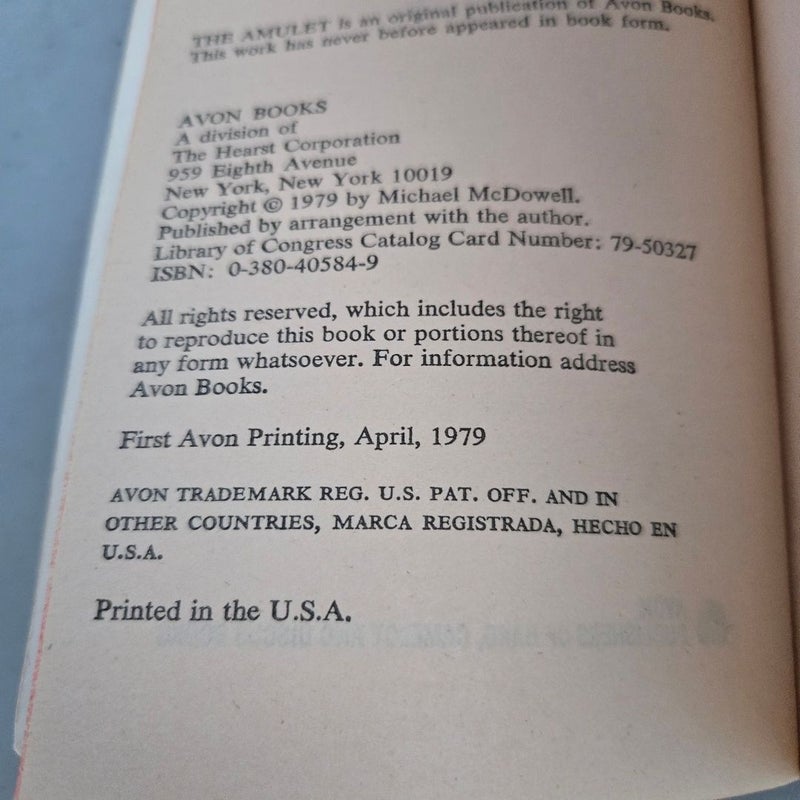 THE AMULET is an original publication of Avon Books.
This work has never before appeared in book form.
AVON BOOKS
A division of
The Hearst Corporation
959 Eighth Avenue
New York, New York 10019
Copyright © 1979 by Michael McDowell.
Published by arrangement with the author.
Library of Congress Catalog Card Number: 79-50327
ISBN: 0-380-40584-9
All rights reserved, which includes the right
to reproduce this book or portions thereof in
any form whatsoever. For information address
Avon Books.
First Avon Printing, April, 1979
AVON TRADEMARK REG. U.S. PAT. OFF. AND IN
OTHER COUNTRIES, MARCA REGISTRADA, HECHO EN
U.S.A.
Printed in the U.S.A.